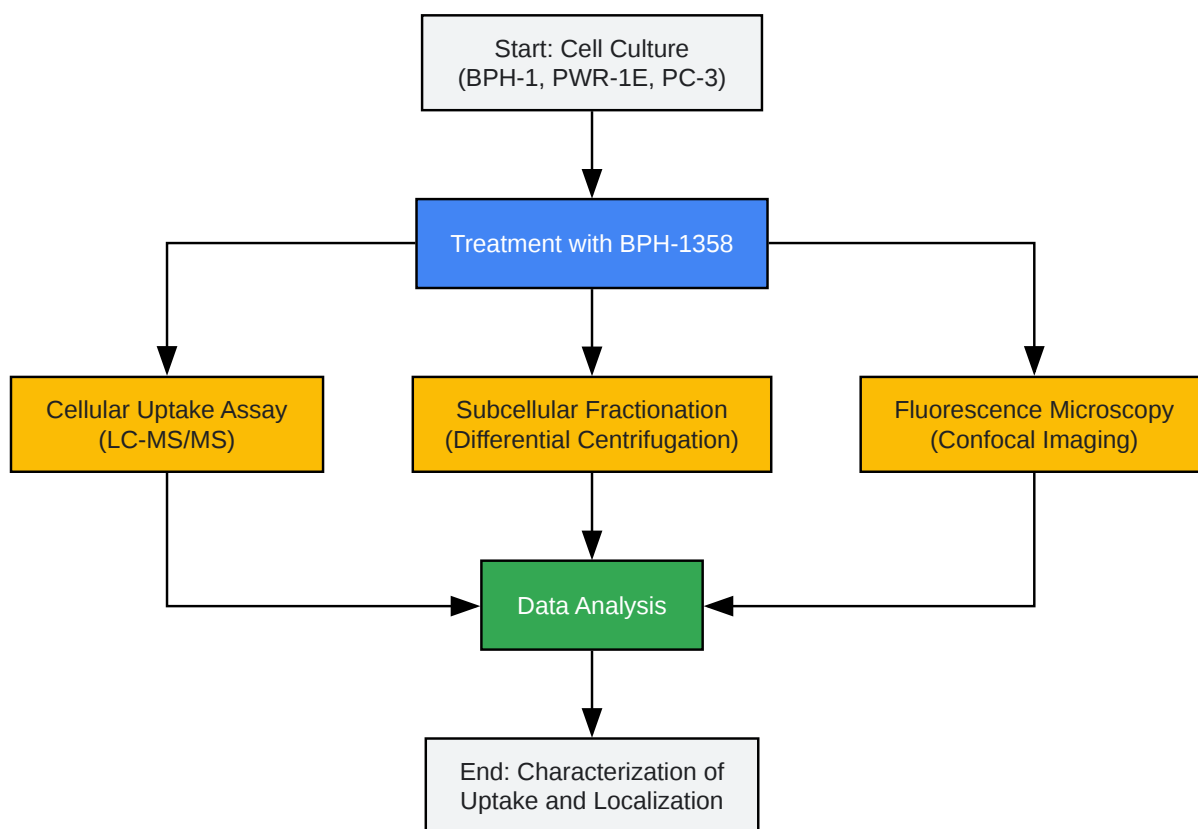 Start: Cell Culture
(BPH-1, PWR-1E, PC-3)
Treatment with BPH-1358
Cellular Uptake Assay
(LC-MS/MS)
Subcellular Fractionation
(Differential Centrifugation)
Fluorescence Microscopy
(Confocal Imaging)
Data Analysis
End: Characterization of
Uptake and Localization